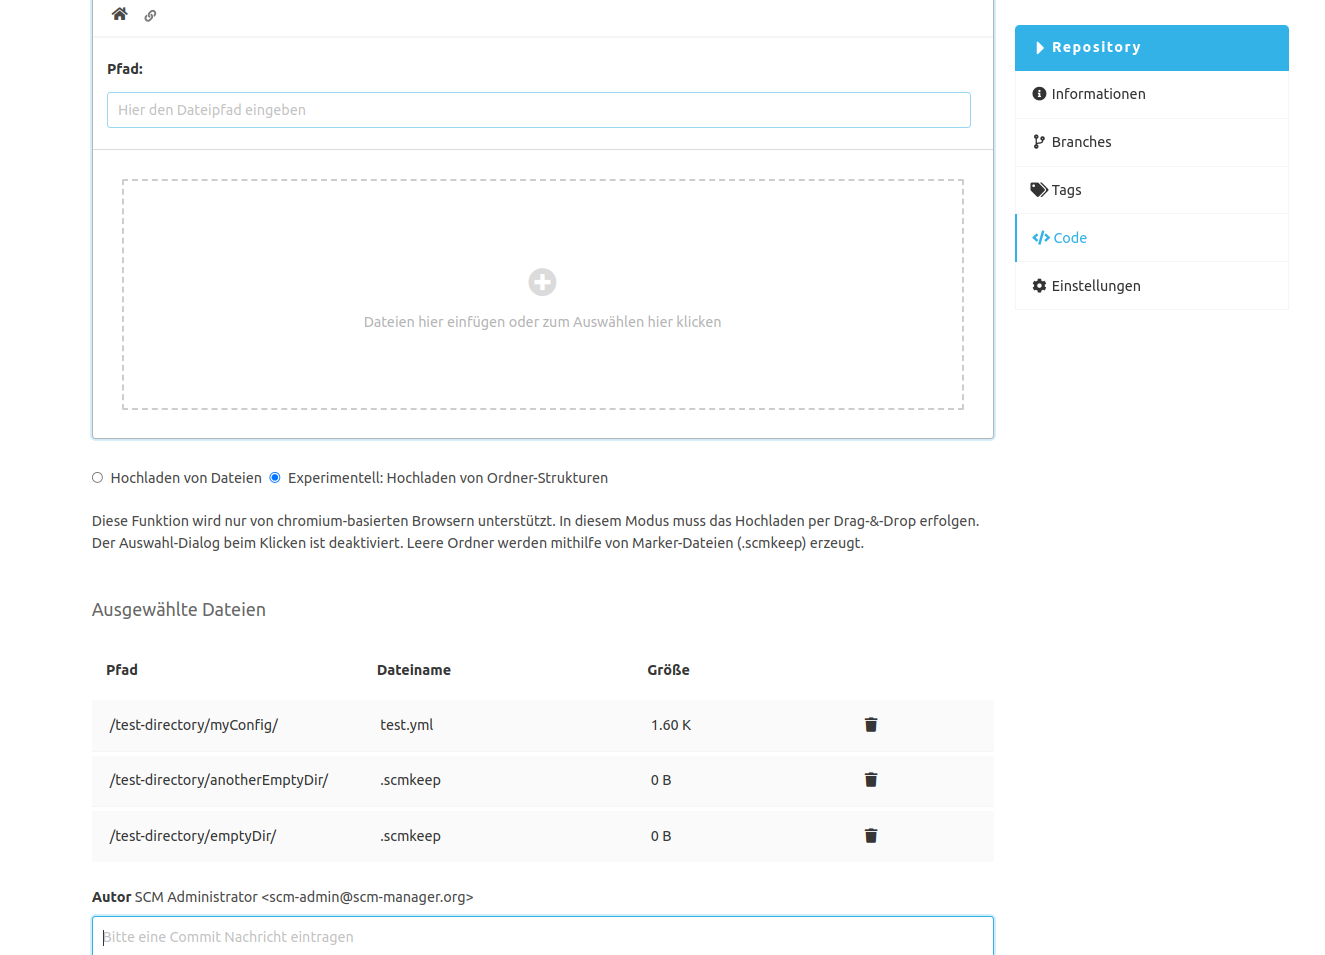 Pfad:
Hier den Dateipfad eingeben
Dateien hier einfügen oder zum Auswählen hier klicken
Hochladen von Dateien Experimentell: Hochladen von Ordner-Strukturen
Diese Funktion wird nur von chromium-basierten Browsern unterstützt. In diesem Modus muss das Hochladen per Drag-&-Drop erfolgen.
Der Auswahl-Dialog beim Klicken ist deaktiviert. Leere Ordner werden mithilfe von Marker-Dateien (.scmkeep) erzeugt.
Ausgewählte Dateien
Pfad Dateiname Größe
/test-directory/myConfig/ test.yml 1.60 K
/test-directory/anotherEmptyDir/ .scmkeep 0 B
/test-directory/emptyDir/ .scmkeep 0 B
Autor SCM Administrator <scm-admin@scm-manager.org>
Bitte eine Commit Nachricht eintragen
Repository
Informationen
Branches
Tags
Code
Einstellungen